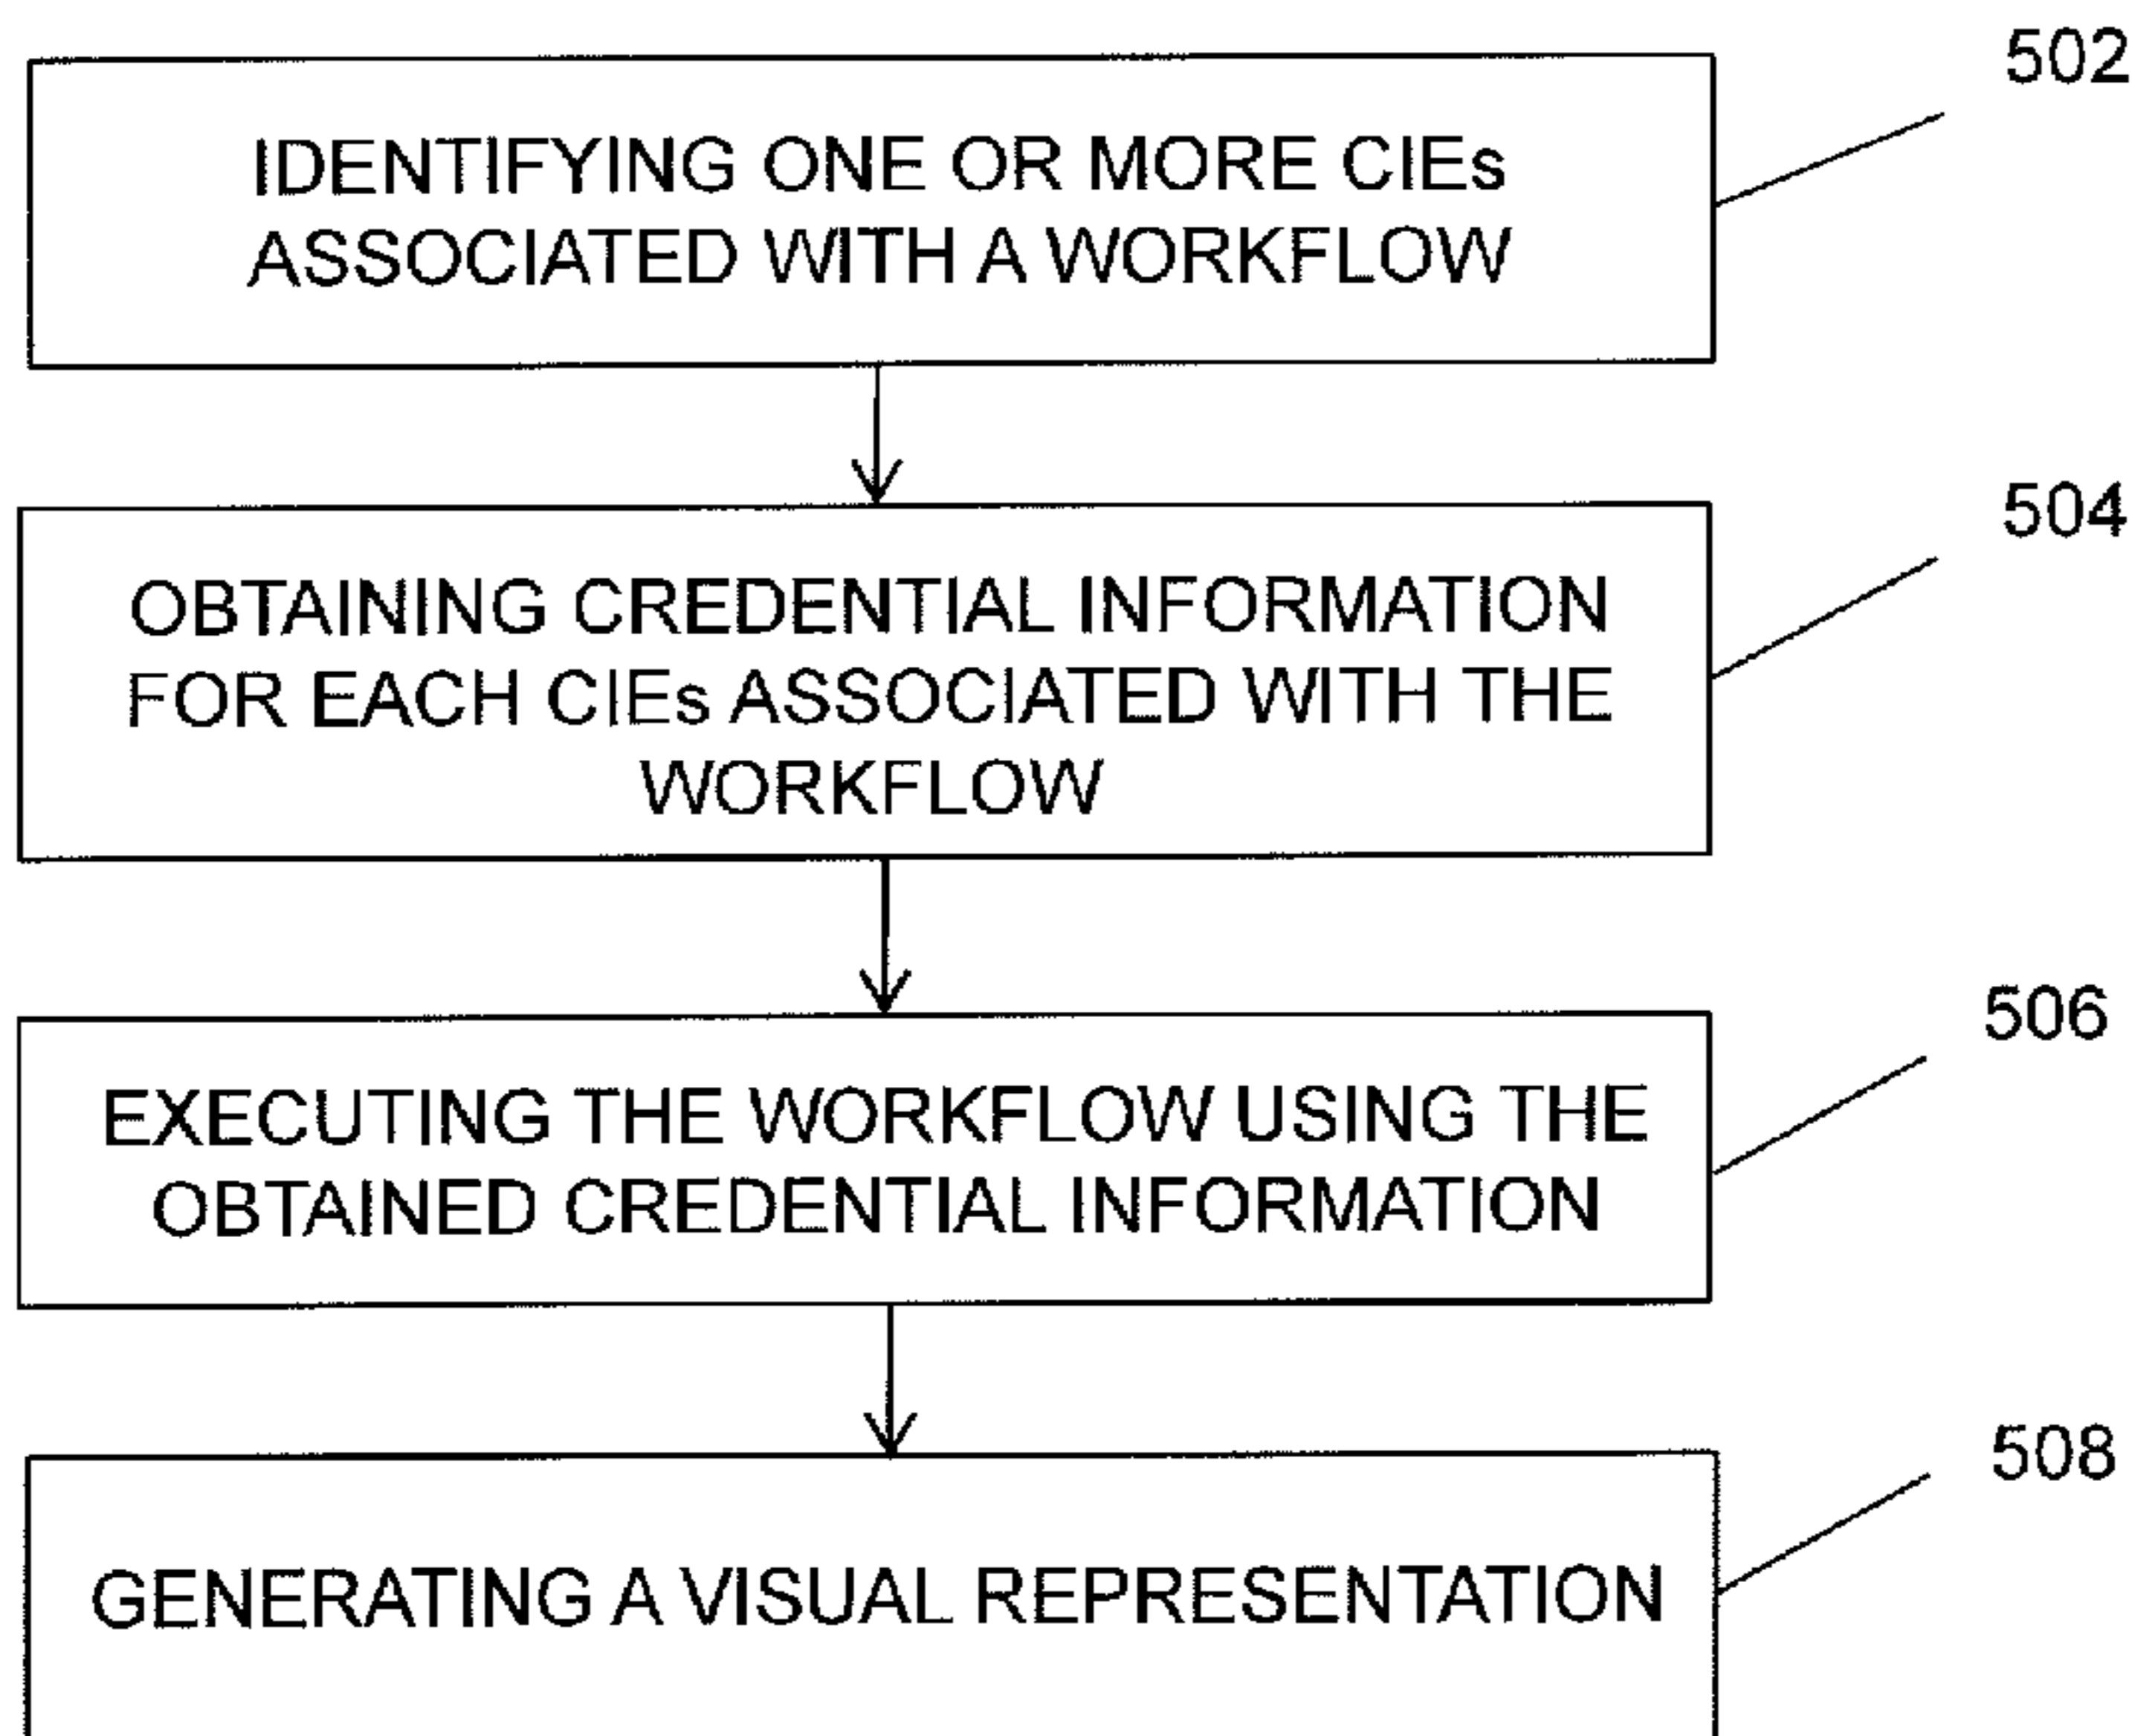 502
IDENTIFYING ONE OR MORE CIEs
ASSOCIATED WITH A WORKFLOW
504
OBTAINING CREDENTIAL INFORMATION
FOR EACH CIEs ASSOCIATED WITH THE
WORKFLOW
506
EXECUTING THE WORKFLOW USING THE
OBTAINED CREDENTIAL INFORMATION
508
GENERATING A VISUAL REPRESENTATION